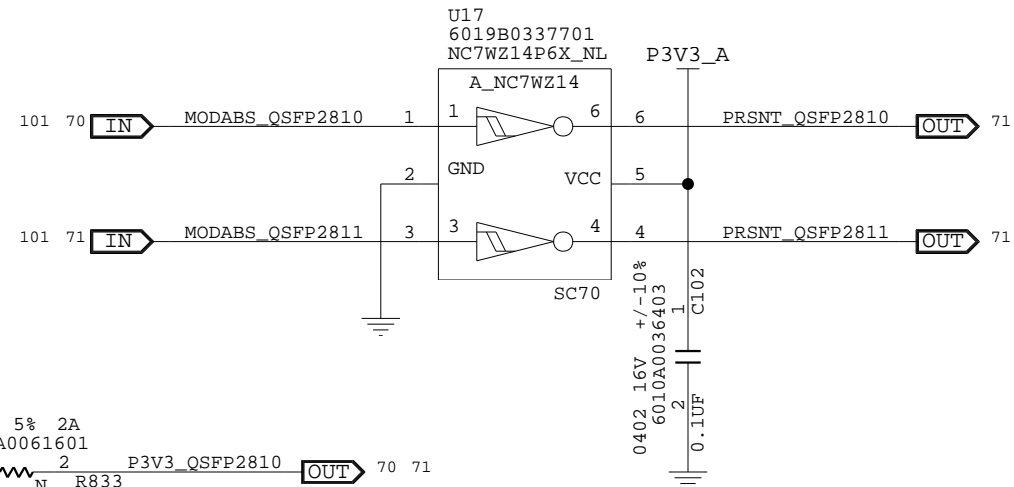 U17
6019B0337701
NC7WZ14P6X_NL
P3V3_A
A_NC7WZ14
101 70 IN MODABS_QSFP2810 1 1 6 6 PRSNT_QSFP2810 OUT 71
2 GND VCC 5
101 71 IN MODABS_QSFP2811 3 3 4 4 PRSNT_QSFP2811 OUT 71
SC70
0402 16V +/-10%
6010A0036403
1 2
C102
0.1UF
5% 2A
A0061601
2 P3V3_QSFP2810 OUT 70 71
N R833